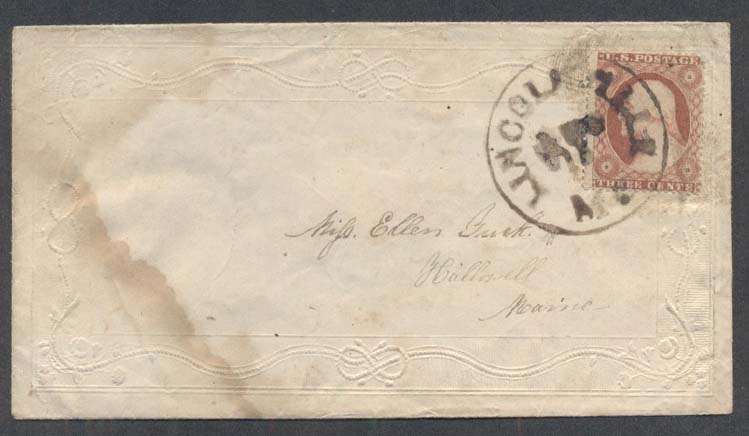 U.S. POSTAGE
THREE CENTS
LINCOLNVILLE
ME.
Miss. Ellen
Hallowell
Maine